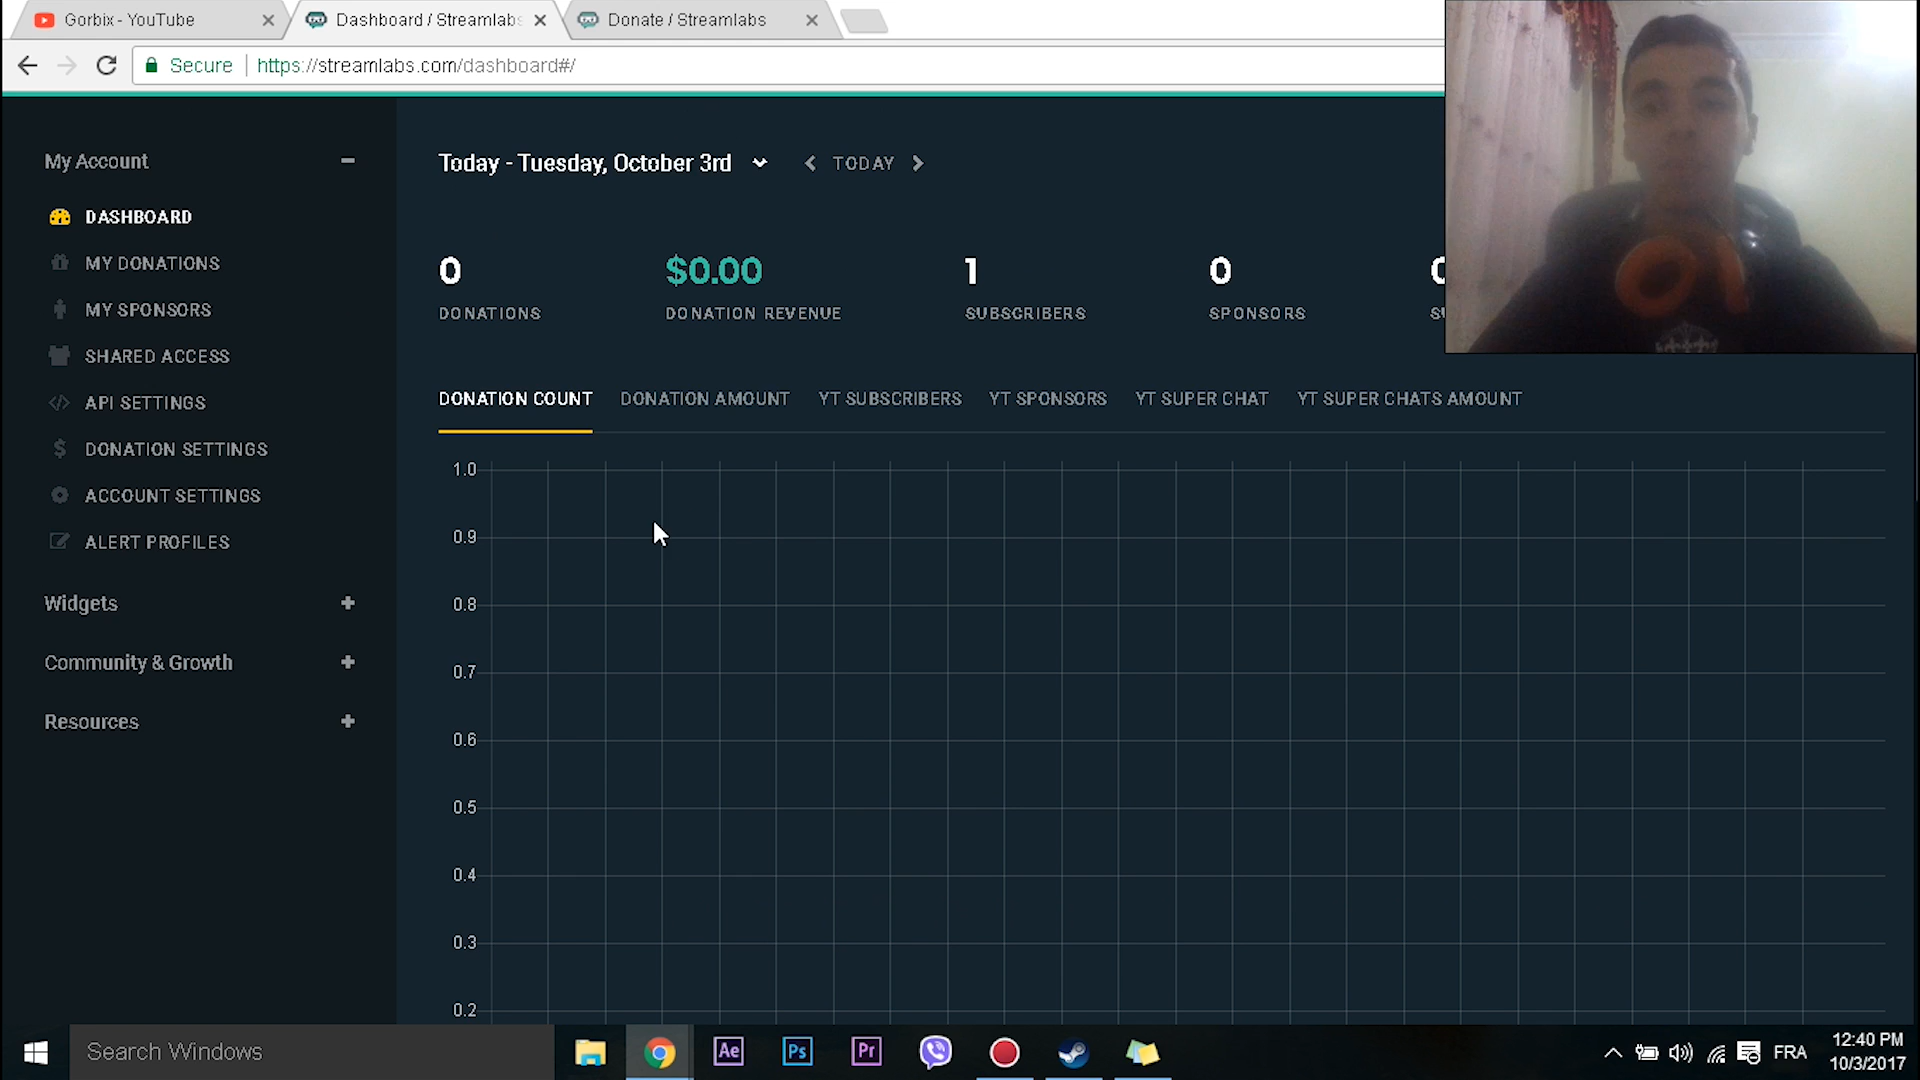 Gorbix - YouTube
Dashboard / Streamlabs
Donate / Streamlabs
Secure
https://streamlabs.com/dashboard#/
My Account
DASHBOARD
MY DONATIONS
MY SPONSORS
SHARED ACCESS
API SETTINGS
DONATION SETTINGS
ACCOUNT SETTINGS
ALERT PROFILES
Widgets
Community & Growth
Resources
Today - Tuesday, October 3rd
TODAY
0
DONATIONS
$0.00
DONATION REVENUE
1
SUBSCRIBERS
0
SPONSORS
DONATION COUNT
DONATION AMOUNT
YT SUBSCRIBERS
YT SPONSORS
YT SUPER CHAT
YT SUPER CHATS AMOUNT
1.0
0.9
0.8
0.7
0.6
0.5
0.4
0.3
0.2
Search Windows
Ae
Ps
Pr
FRA
12:40 PM
10/3/2017